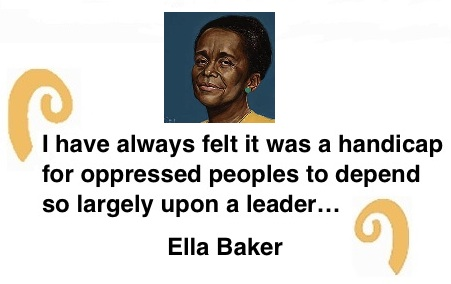 I have always felt it was a handicap
for oppressed peoples to depend
so largely upon a leader…
Ella Baker